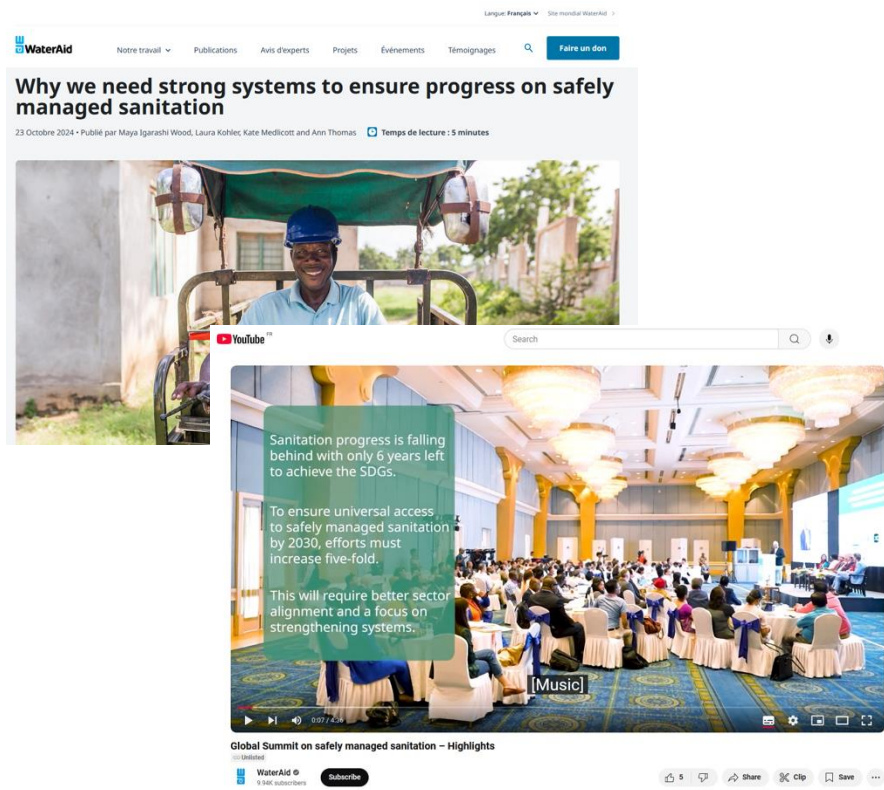 Langue: Français
Site mondial WaterAid
WaterAid
Notre travail
Publications
Avis d'experts
Projets
Événements
Témoignages
Faire un don
Why we need strong systems to ensure progress on safely
managed sanitation
23 Octobre 2024 • Publié par Maya Igarashi Wood, Laura Kohler, Kate Medlicott and Ann Thomas
Temps de lecture : 5 minutes
YouTube FR
Search
Sanitation progress is falling
behind with only 6 years left
to achieve the SDGs.
To ensure universal access
to safely managed sanitation
by 2030, efforts must
increase five-fold.
This will require better sector
alignment and a focus on
strengthening systems.
[Music]
0:07 / 4:36
Global Summit on safely managed sanitation – Highlights
Unlisted
WaterAid
9.94K subscribers
Subscribe
5
Share
Clip
Save